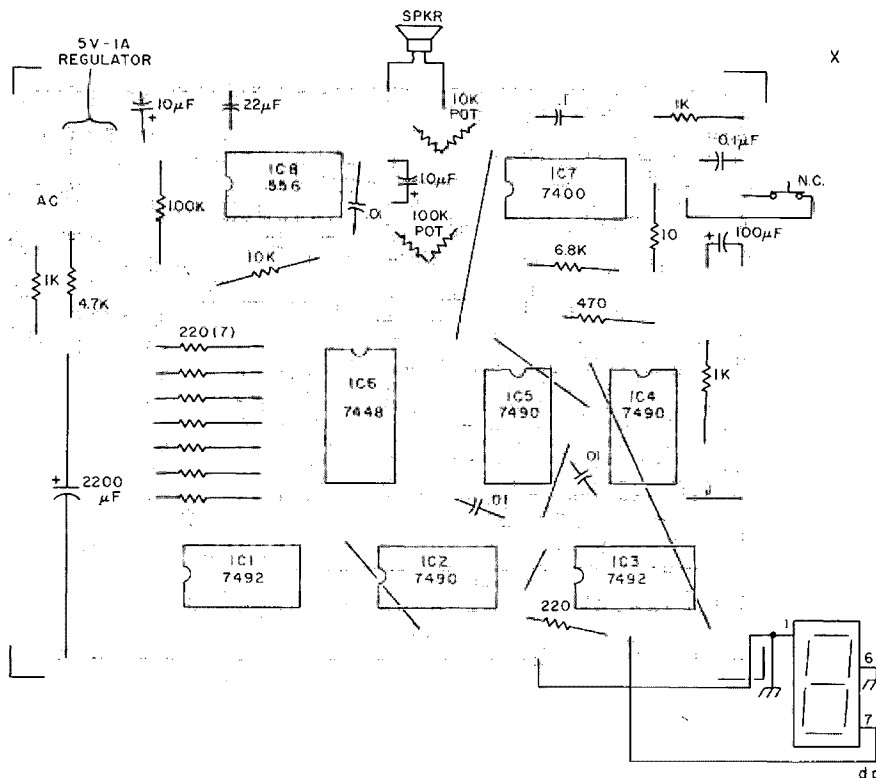 SPKR
5V-1A
REGULATOR
X
10µF
22µF
10K
POT
.1
1K
0.1µF
IC8
556
10µF
IC7
7400
N.C.
AC
100K
.01
100K
POT
10
100µF
10K
6.8K
1K
4.7K
470
220(7)
IC6
7448
IC5
7490
IC4
7490
1K
2200
µF
.01
.01
J
IC1
7492
IC2
7490
IC3
7492
220
1
6
7
dp